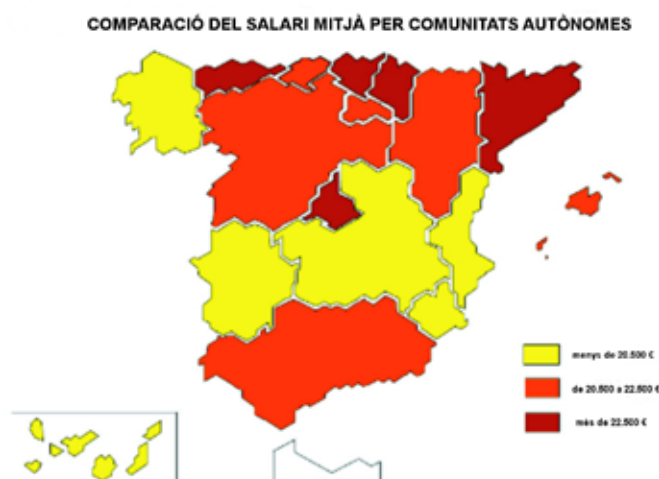 COMPARACIÓ DEL SALARI MITJÀ PER COMUNITATS AUTÒNOMES
menys de 20.500 €
de 20.500 a 22.500 €
més de 22.500 €